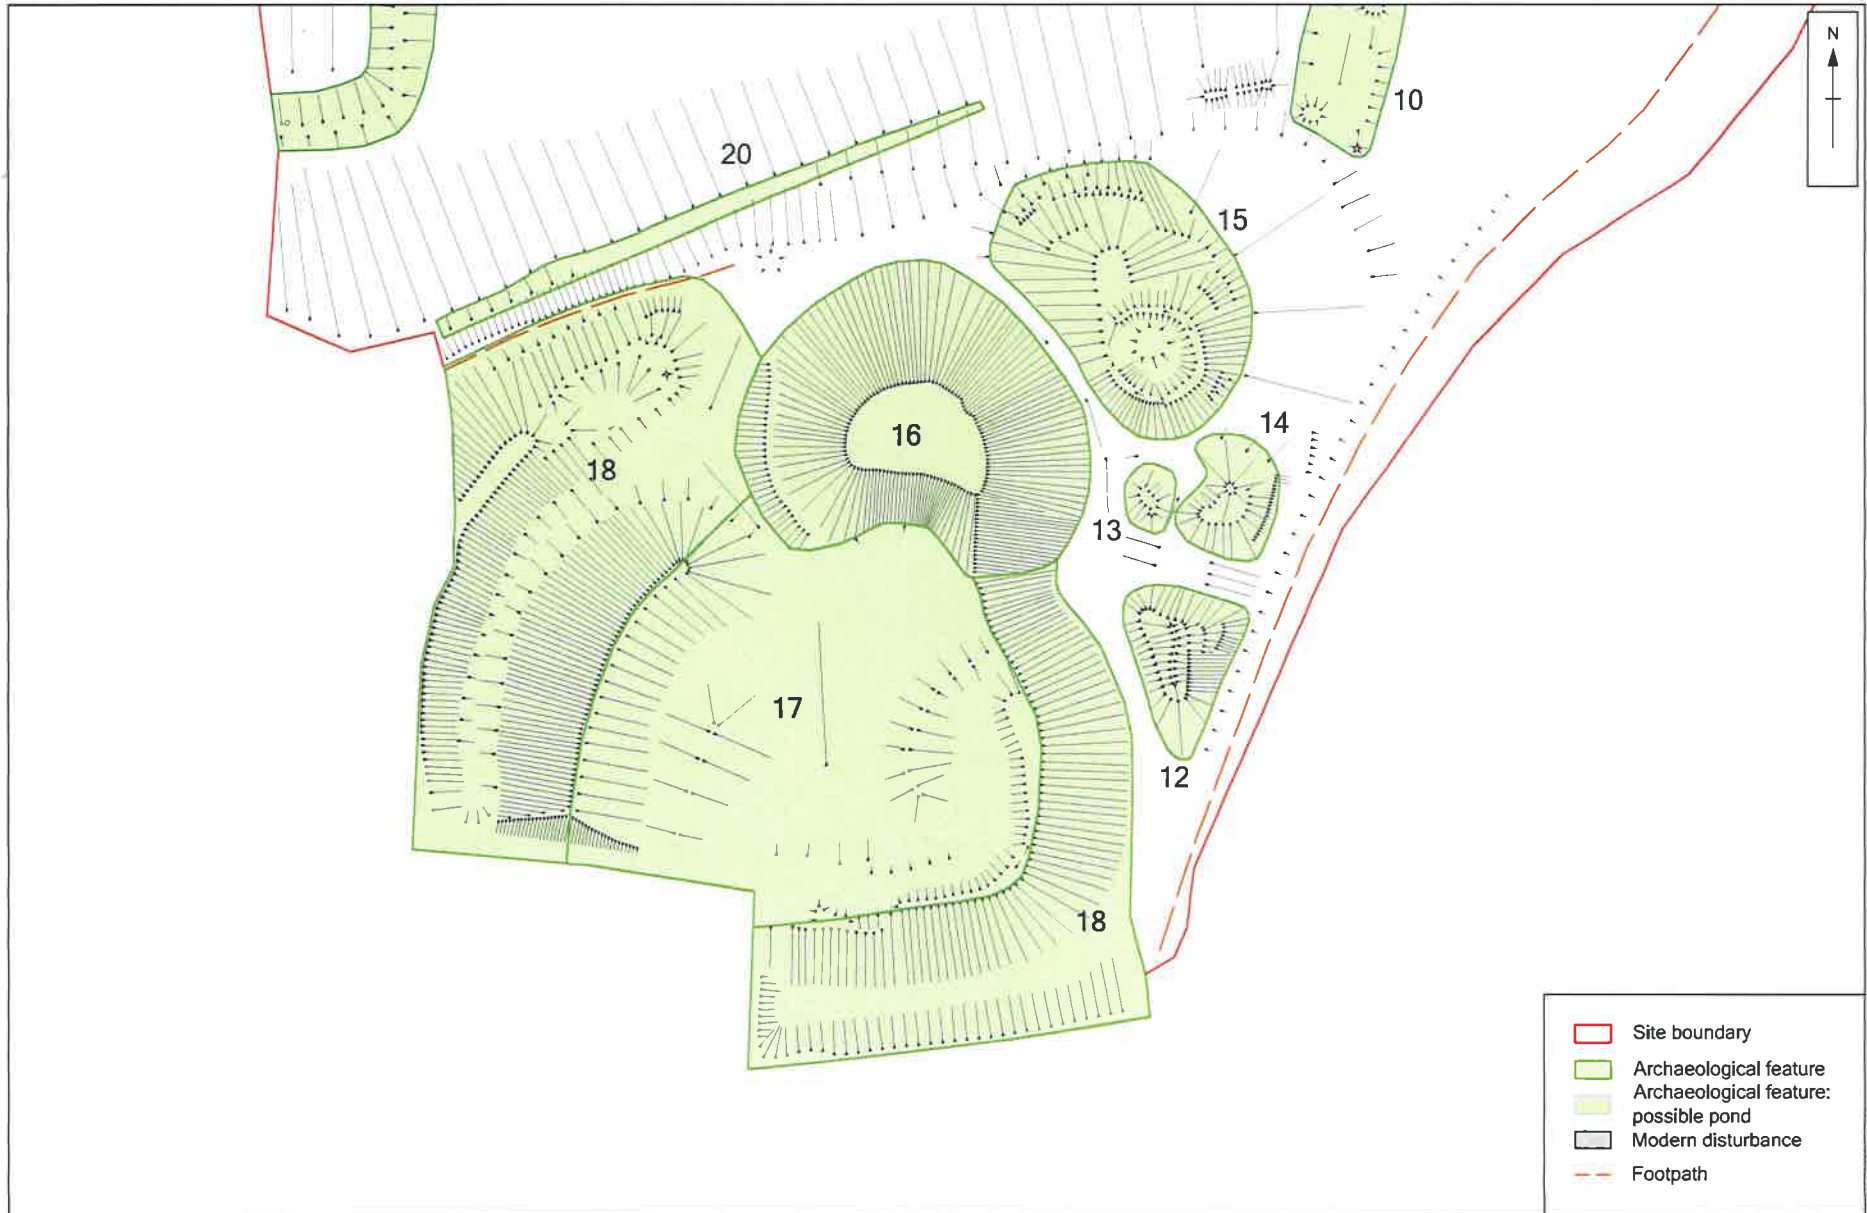 N
10
20
15
14
16
18
13
17
12
18
Site boundary
Archaeological feature
Archaeological feature:
possible pond
Modern disturbance
Footpath